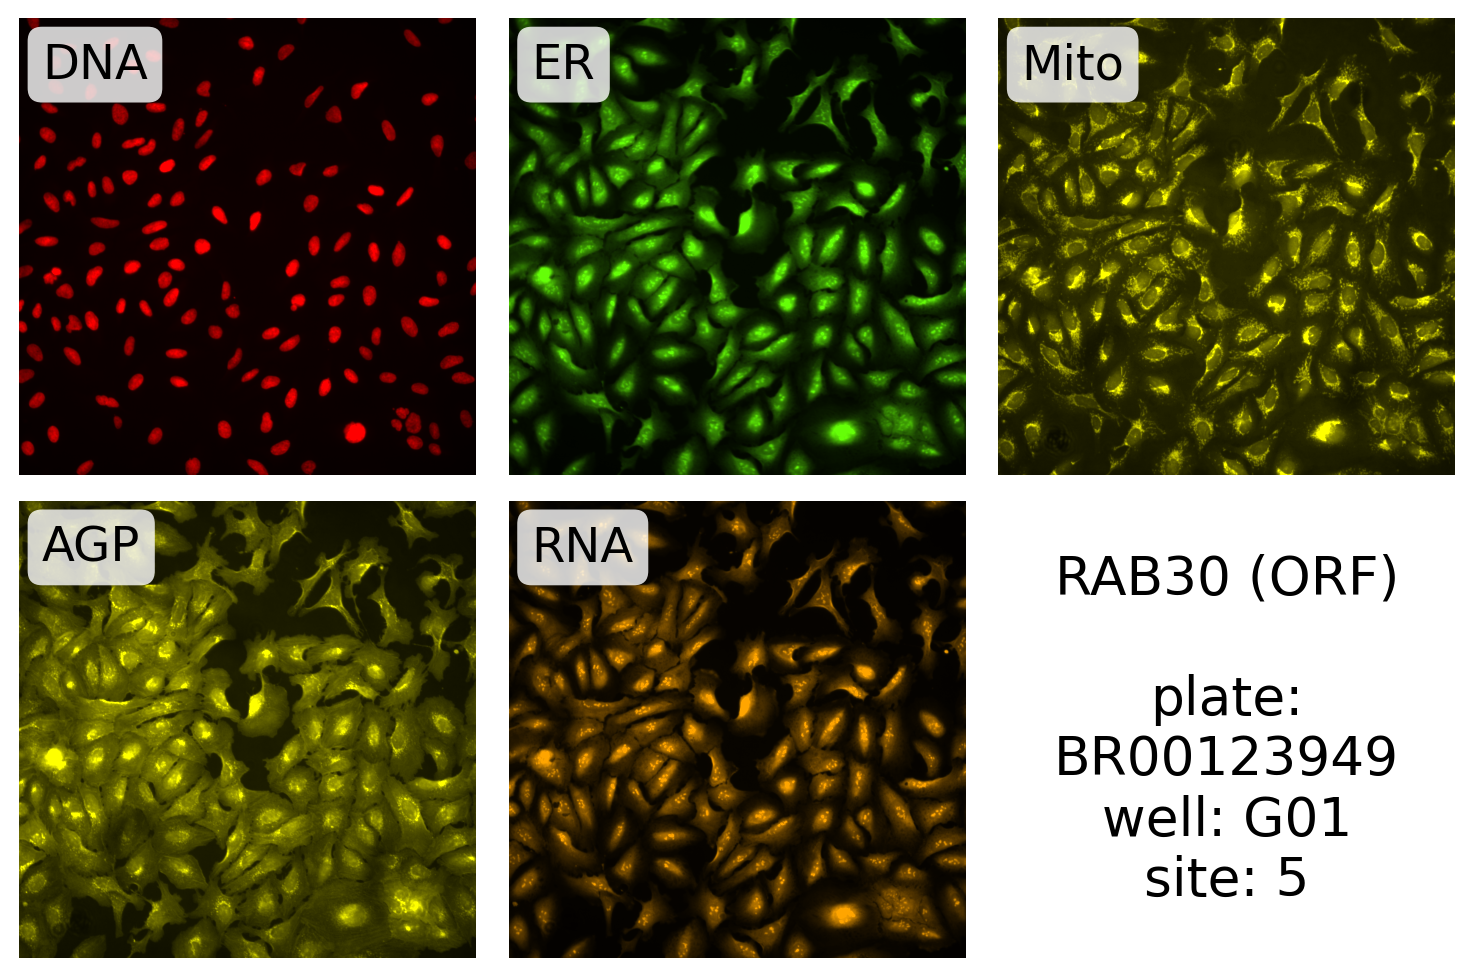 DNA
ER
Mito
AGP
RNA
RAB30 (ORF)
plate:
BR00123949
well: G01
site: 5